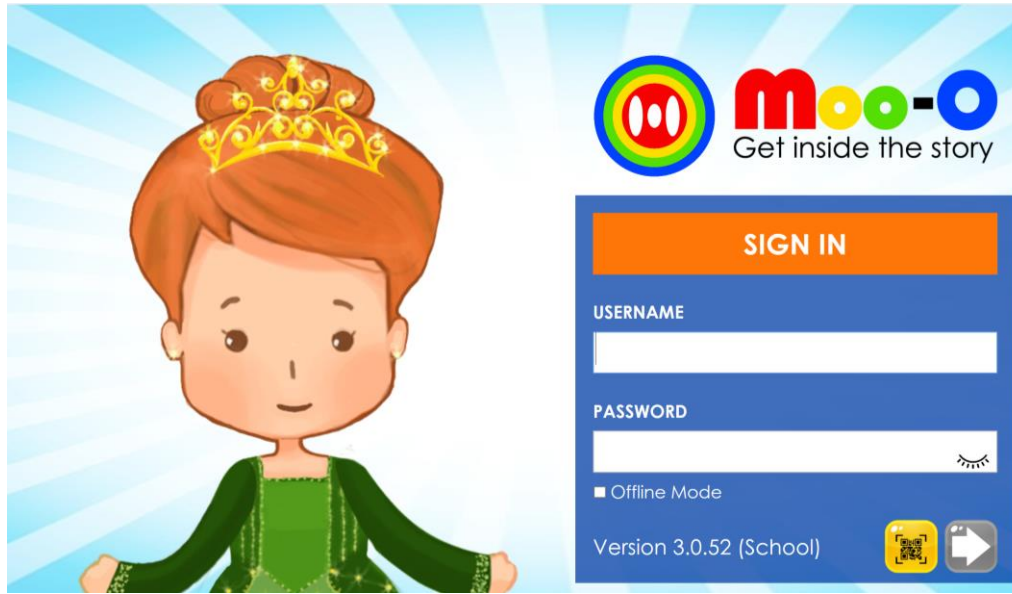 Moo-O
Get inside the story
SIGN IN
USERNAME
PASSWORD
Offline Mode
Version 3.0.52 (School)